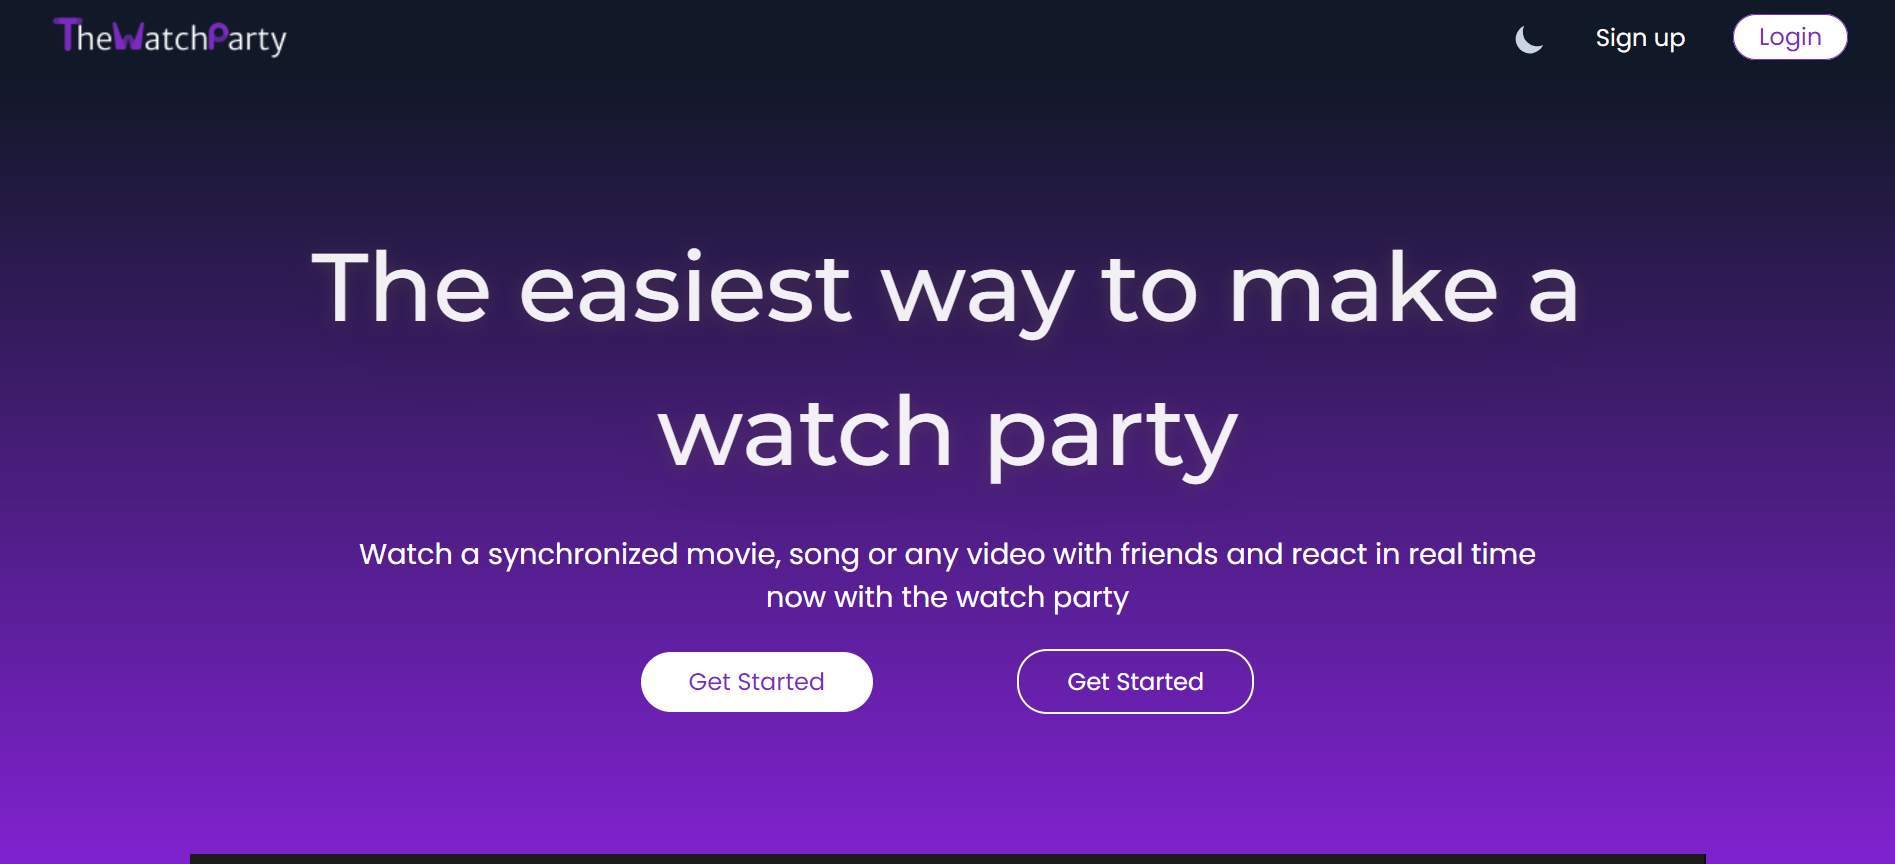 TheWatchParty
Sign up
Login
The easiest way to make a
watch party
Watch a synchronized movie, song or any video with friends and react in real time
now with the watch party
Get Started
Get Started